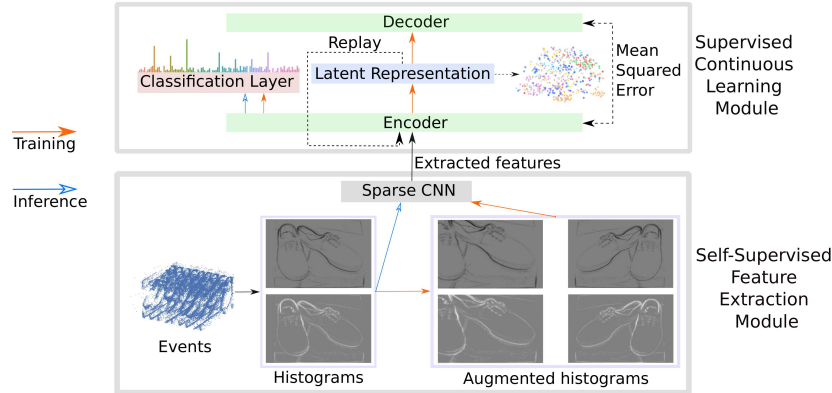 Decoder
Replay
Mean
Squared
Error
Supervised
Continuous
Learning
Module
Latent Representation
Classification Layer
Encoder
Training
Extracted features
Inference
Sparse CNN
Self-Supervised
Feature
Extraction
Module
Events
Histograms
Augmented histograms